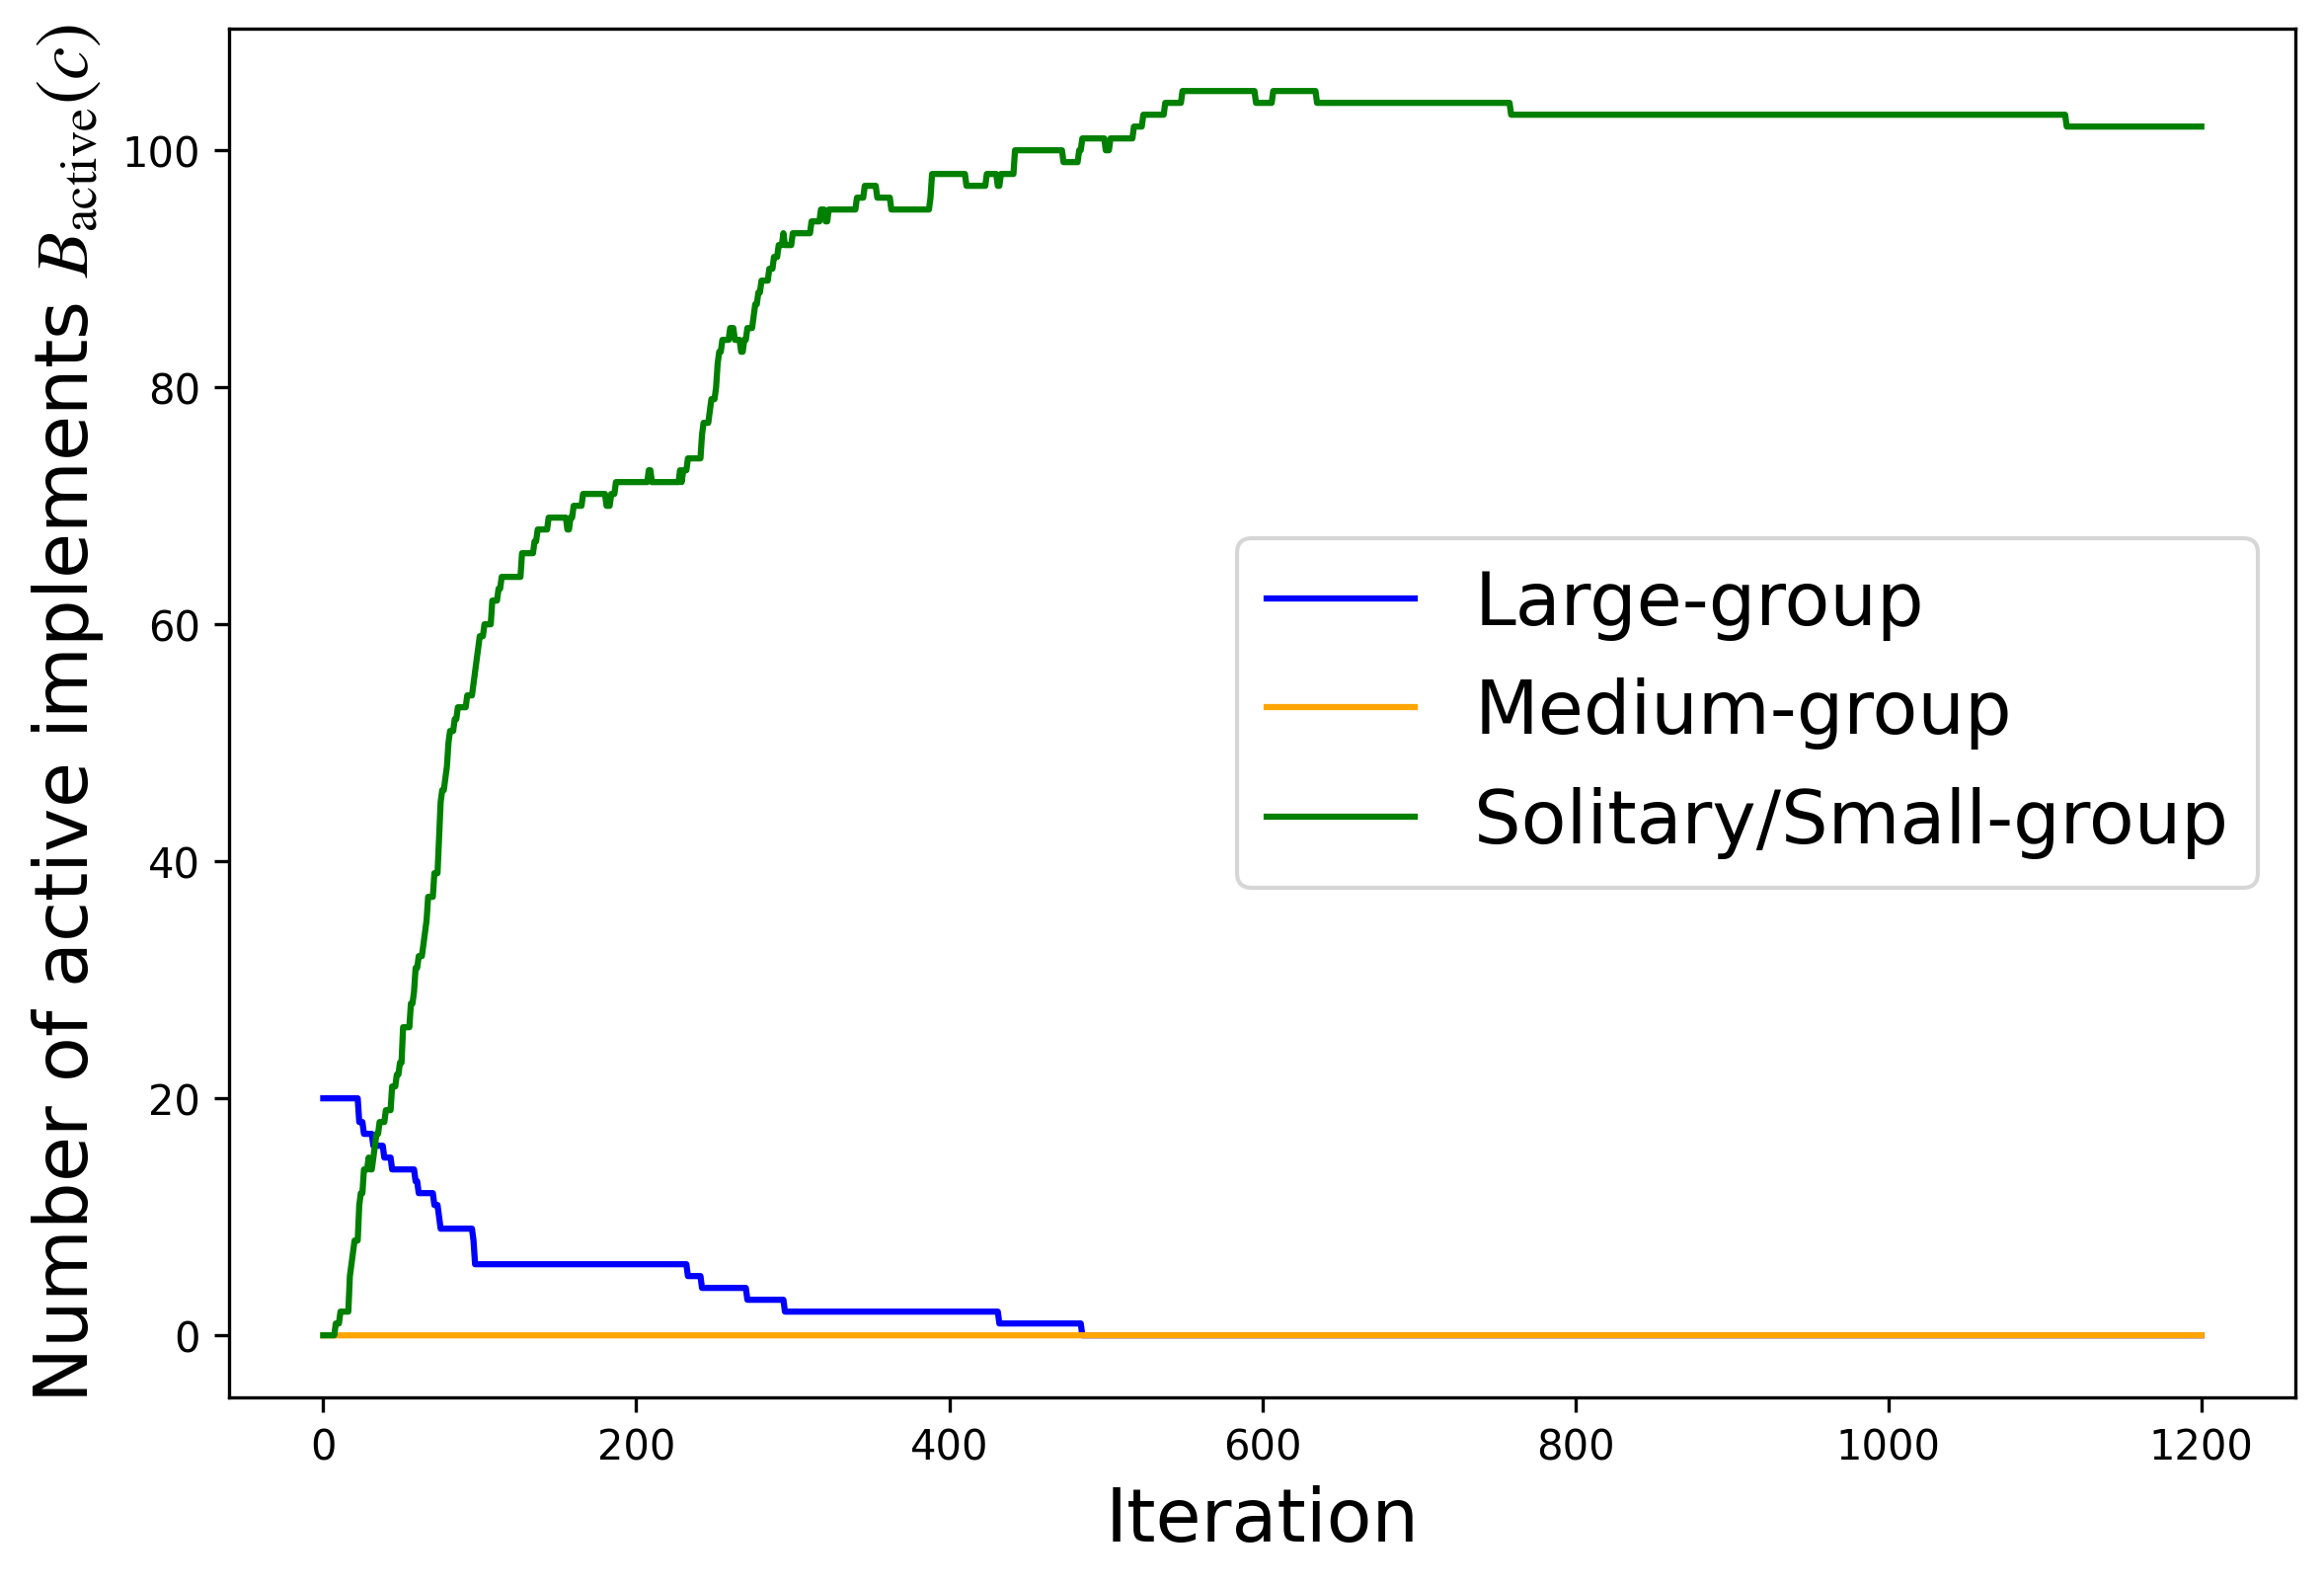 Number of active implements B_active(c)
100
80
60
40
20
0
0 200 400 600 800 1000 1200
Iteration
Large-group
Medium-group
Solitary/Small-group